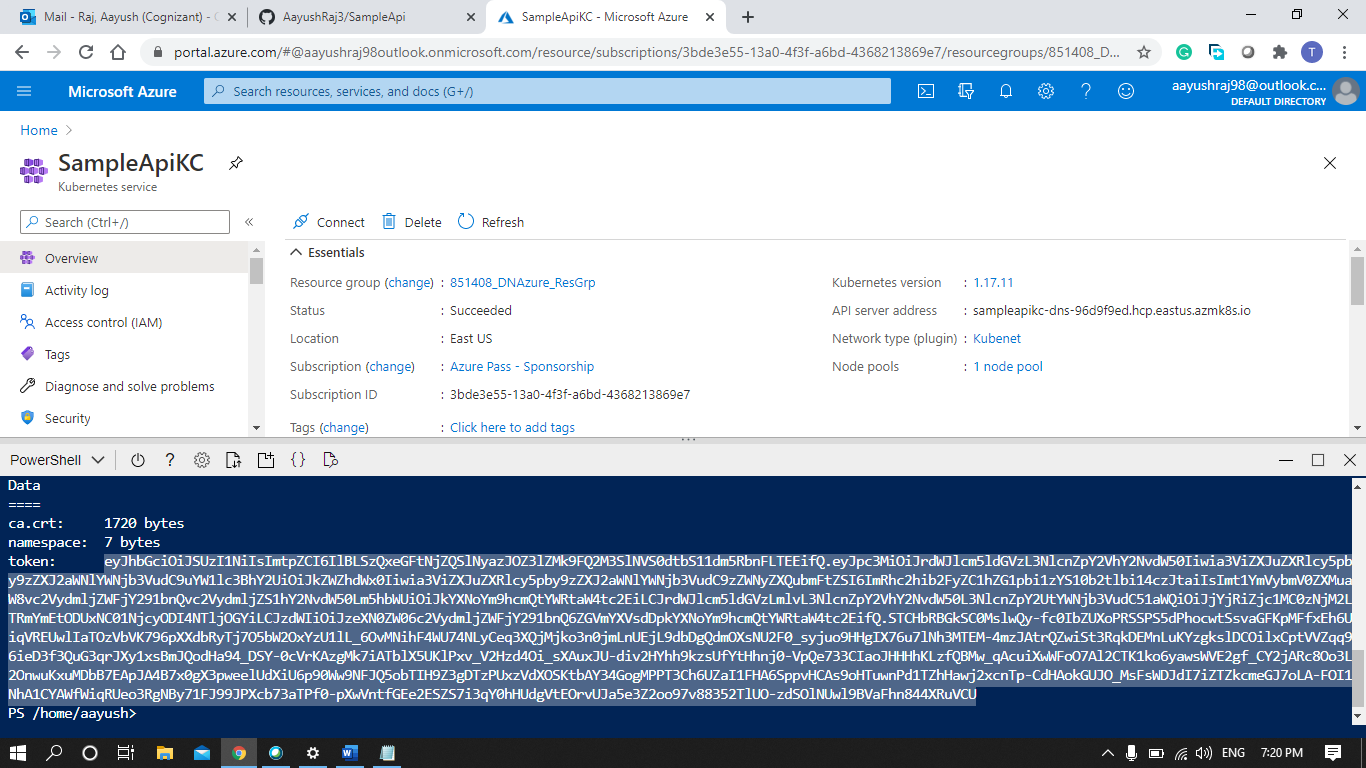 Mail - Raj, Aayush (Cognizant) -
AayushRaj3/SampleApi
SampleApiKC - Microsoft Azure
portal.azure.com/#@aayushraj98outlook.onmicrosoft.com/resource/subscriptions/3bde3e55-13a0-4f3f-a6bd-4368213869e7/resourcegroups/851408_D...
T
Microsoft Azure
Search resources, services, and docs (G+/)
aayushraj98@outlook.c...
DEFAULT DIRECTORY
Home
SampleApiKC
Kubernetes service
Search (Ctrl+/)
«
Connect
Delete
Refresh
Overview
Activity log
Access control (IAM)
Tags
Diagnose and solve problems
Security
Essentials
Resource group (change) : 851408_DNAzure_ResGrp
Status : Succeeded
Location : East US
Subscription (change) : Azure Pass - Sponsorship
Subscription ID : 3bde3e55-13a0-4f3f-a6bd-4368213869e7
Tags (change) : Click here to add tags
Kubernetes version : 1.17.11
API server address : sampleapikc-dns-96d9f9ed.hcp.eastus.azmk8s.io
Network type (plugin) : Kubenet
Node pools : 1 node pool
PowerShell
?
{}
Data
====
ca.crt: 1720 bytes
namespace: 7 bytes
token:
PS /home/aayush>
ENG
7:20 PM